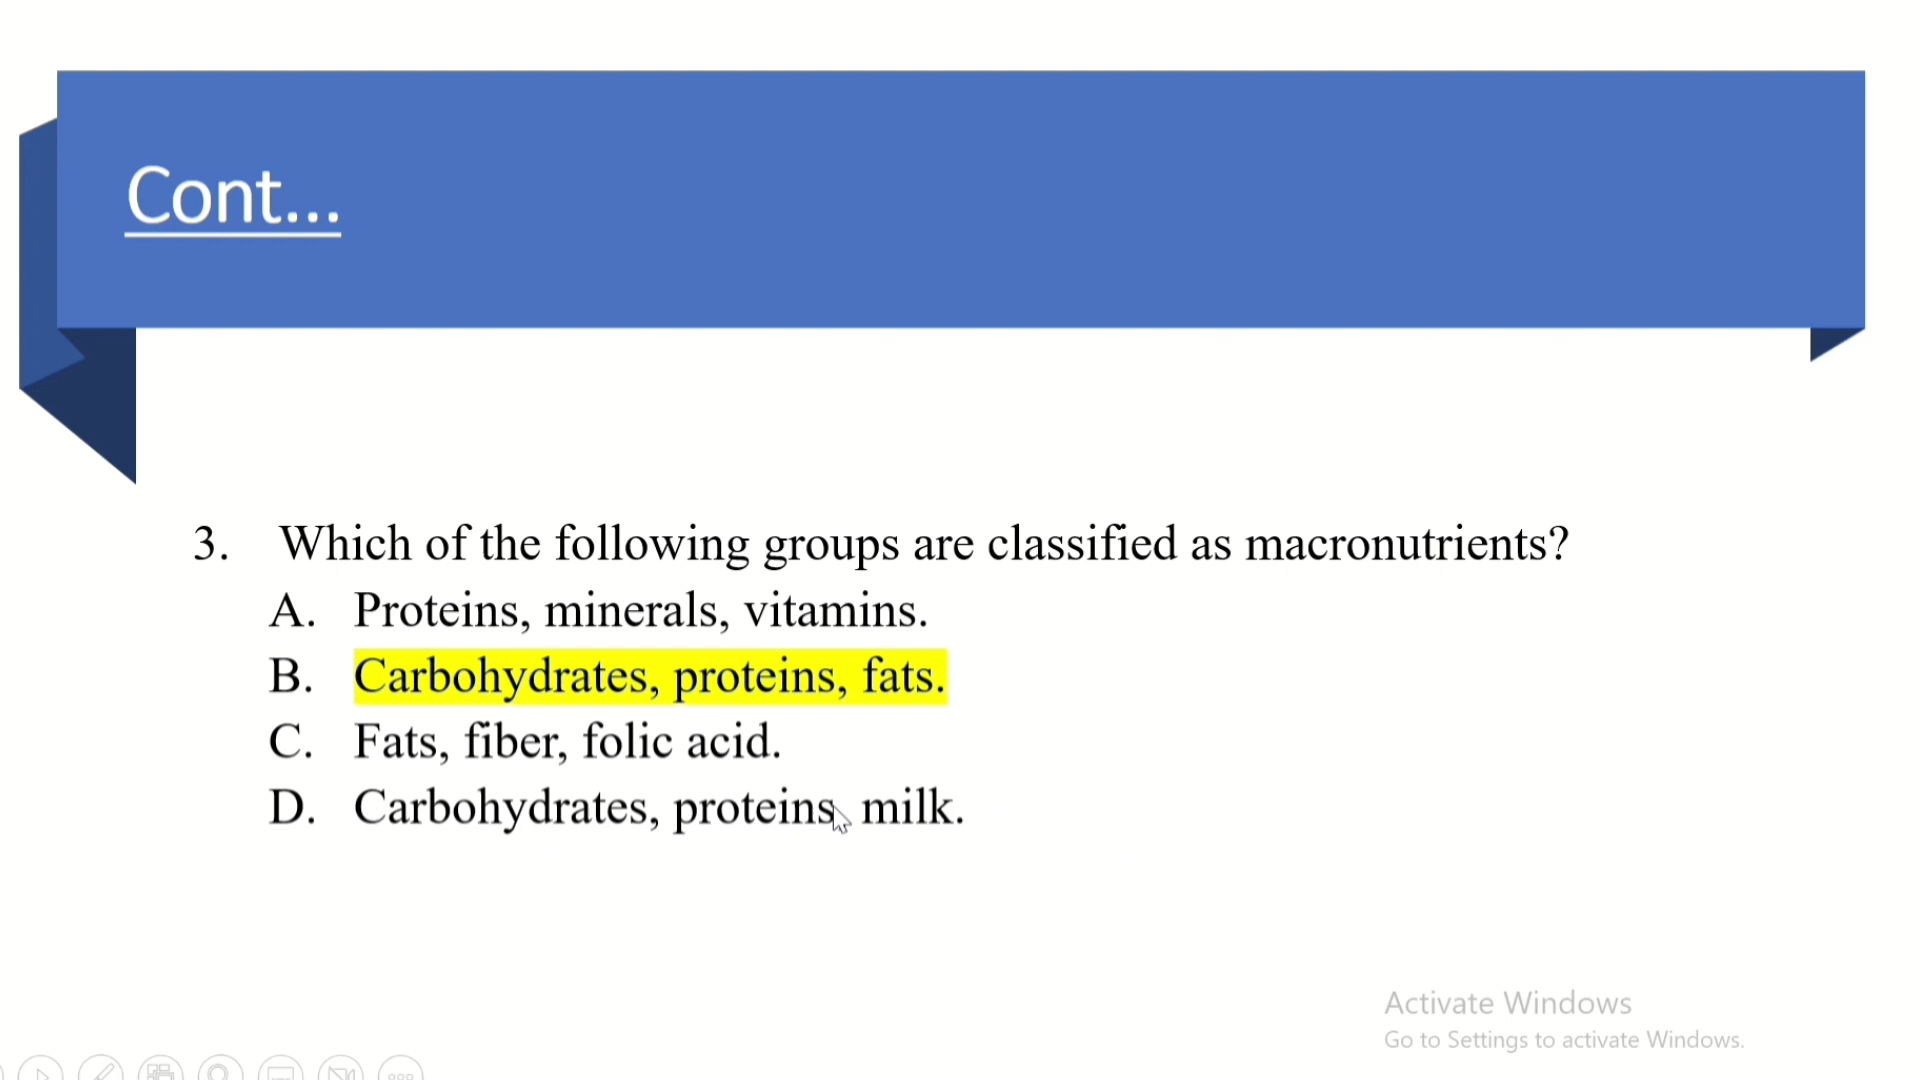 Cont...
3. Which of the following groups are classified as macronutrients?
A. Proteins, minerals, vitamins.
B. Carbohydrates, proteins, fats.
C. Fats, fiber, folic acid.
D. Carbohydrates, proteins, milk.
Activate Windows
Go to Settings to activate Windows.